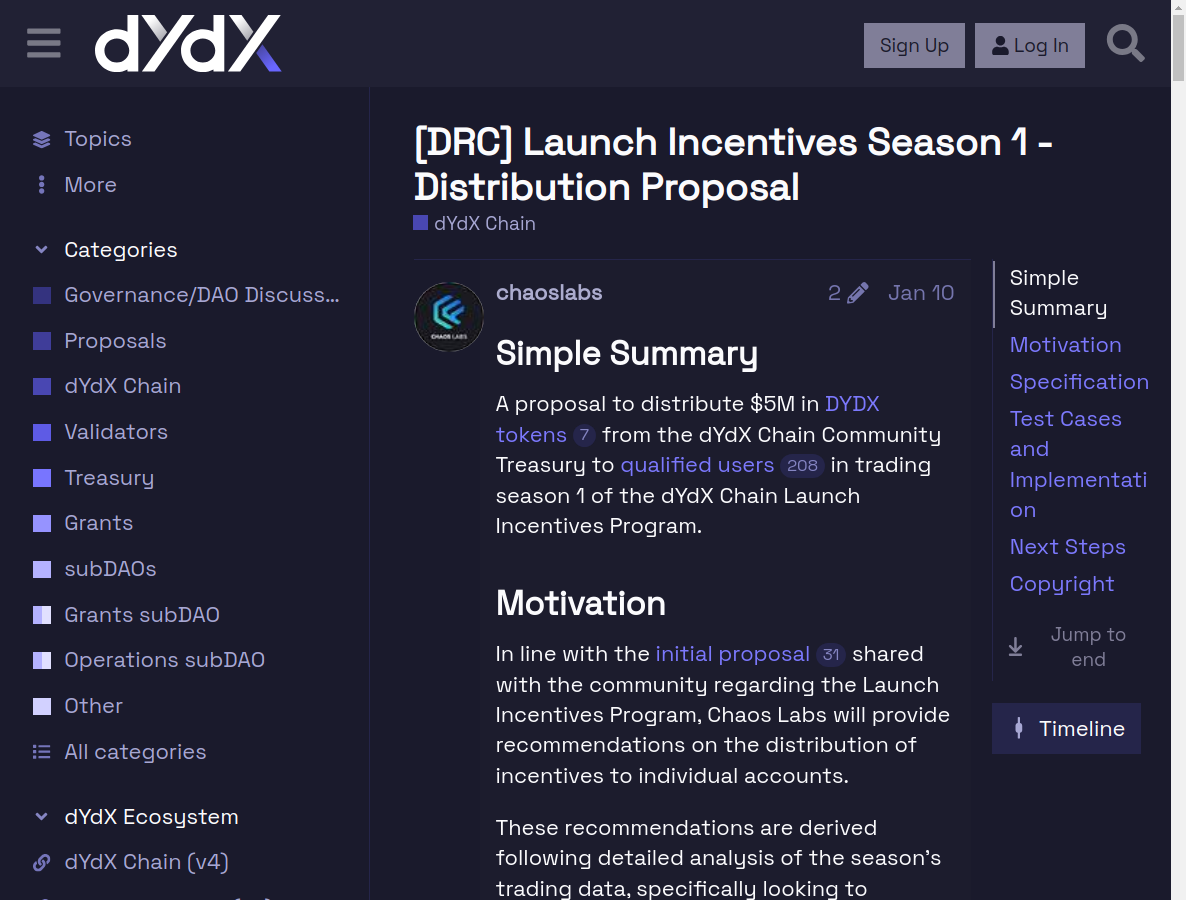 dYdX
Sign Up
Log In
Topics
More
Categories
Governance/DAO Discuss...
Proposals
dYdX Chain
Validators
Treasury
Grants
subDAOs
Grants subDAO
Operations subDAO
Other
All categories
dYdX Ecosystem
dYdX Chain (v4)
[DRC] Launch Incentives Season 1 -
Distribution Proposal
dYdX Chain
CHAOS LABS
chaoslabs
2
Jan 10
Simple Summary
A proposal to distribute $5M in DYDX
tokens 7 from the dYdX Chain Community
Treasury to qualified users 208 in trading
season 1 of the dYdX Chain Launch
Incentives Program.
Motivation
In line with the initial proposal 31 shared
with the community regarding the Launch
Incentives Program, Chaos Labs will provide
recommendations on the distribution of
incentives to individual accounts.
These recommendations are derived
following detailed analysis of the season's
trading data, specifically looking to
Simple
Summary
Motivation
Specification
Test Cases
and
Implementati
on
Next Steps
Copyright
Jump to
end
Timeline